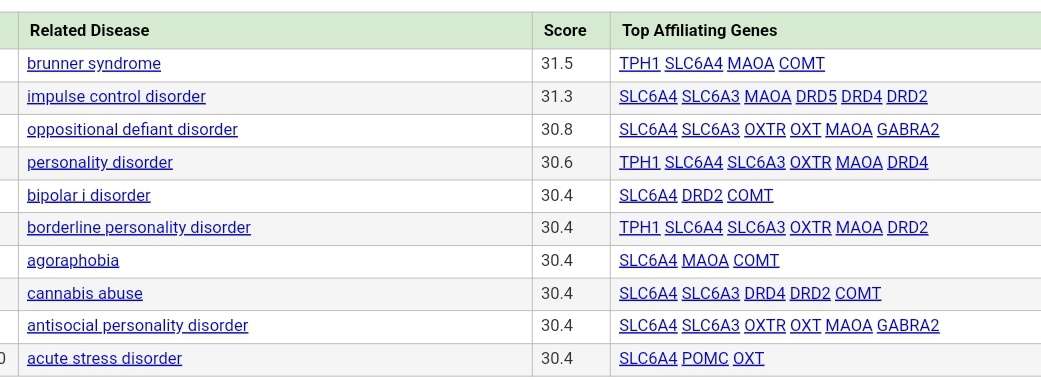 Related Disease Score Top Affiliating Genes
brunner syndrome 31.5 TPH1 SLC6A4 MAOA COMT
impulse control disorder 31.3 SLC6A4 SLC6A3 MAOA DRD5 DRD4 DRD2
oppositional defiant disorder 30.8 SLC6A4 SLC6A3 OXTR OXT MAOA GABRA2
personality disorder 30.6 TPH1 SLC6A4 SLC6A3 OXTR MAOA DRD4
bipolar i disorder 30.4 SLC6A4 DRD2 COMT
borderline personality disorder 30.4 TPH1 SLC6A4 SLC6A3 OXTR MAOA DRD2
agoraphobia 30.4 SLC6A4 MAOA COMT
cannabis abuse 30.4 SLC6A4 SLC6A3 DRD4 DRD2 COMT
antisocial personality disorder 30.4 SLC6A4 SLC6A3 OXTR OXT MAOA GABRA2
0 acute stress disorder 30.4 SLC6A4 POMC OXT